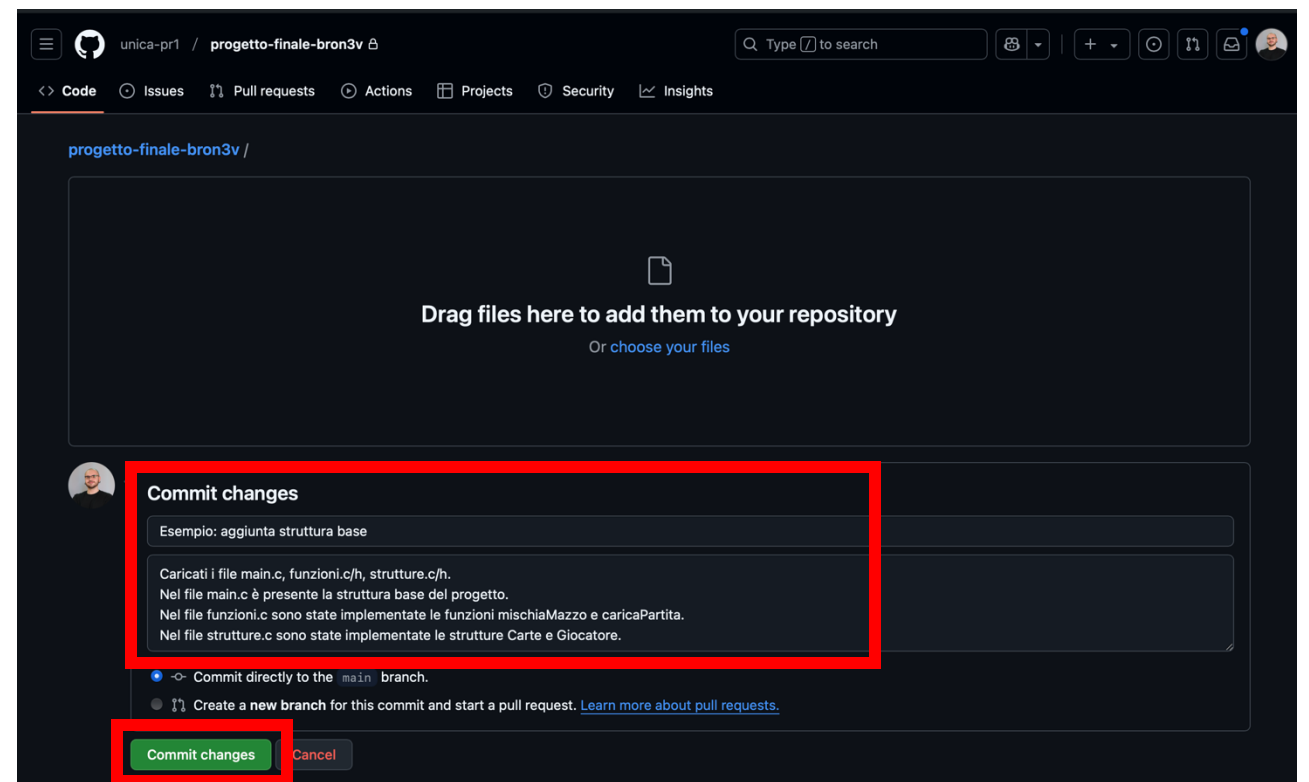 unica-pr1 / progetto-finale-bron3v
Type / to search
Code Issues Pull requests Actions Projects Security Insights
progetto-finale-bron3v /
Drag files here to add them to your repository
Or choose your files
Commit changes
Esempio: aggiunta struttura base
Caricati i file main.c, funzioni.c/h, strutture.c/h.
Nel file main.c è presente la struttura base del progetto.
Nel file funzioni.c sono state implementate le funzioni mischiaMazzo e caricaPartita.
Nel file strutture.c sono state implementate le strutture Carte e Giocatore.
Commit directly to the main branch.
Create a new branch for this commit and start a pull request. Learn more about pull requests.
Commit changes Cancel